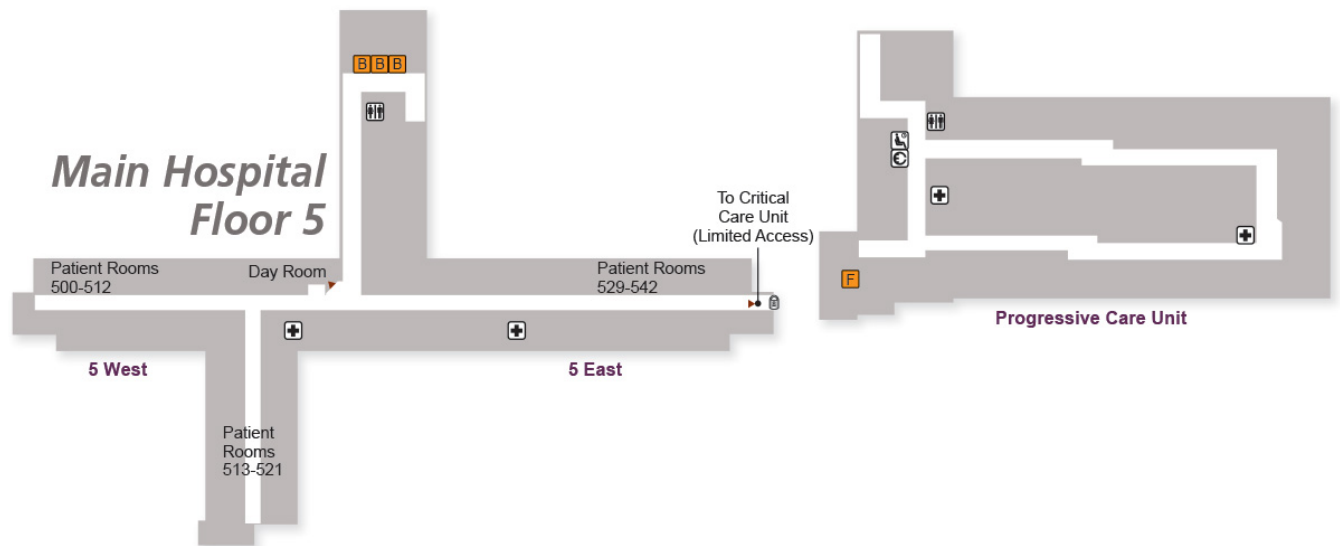 B B B
Main Hospital
Floor 5
To Critical
Care Unit
(Limited Access)
Patient Rooms
500-512
Day Room
Patient Rooms
529-542
F
Progressive Care Unit
5 West
5 East
Patient
Rooms
513-521